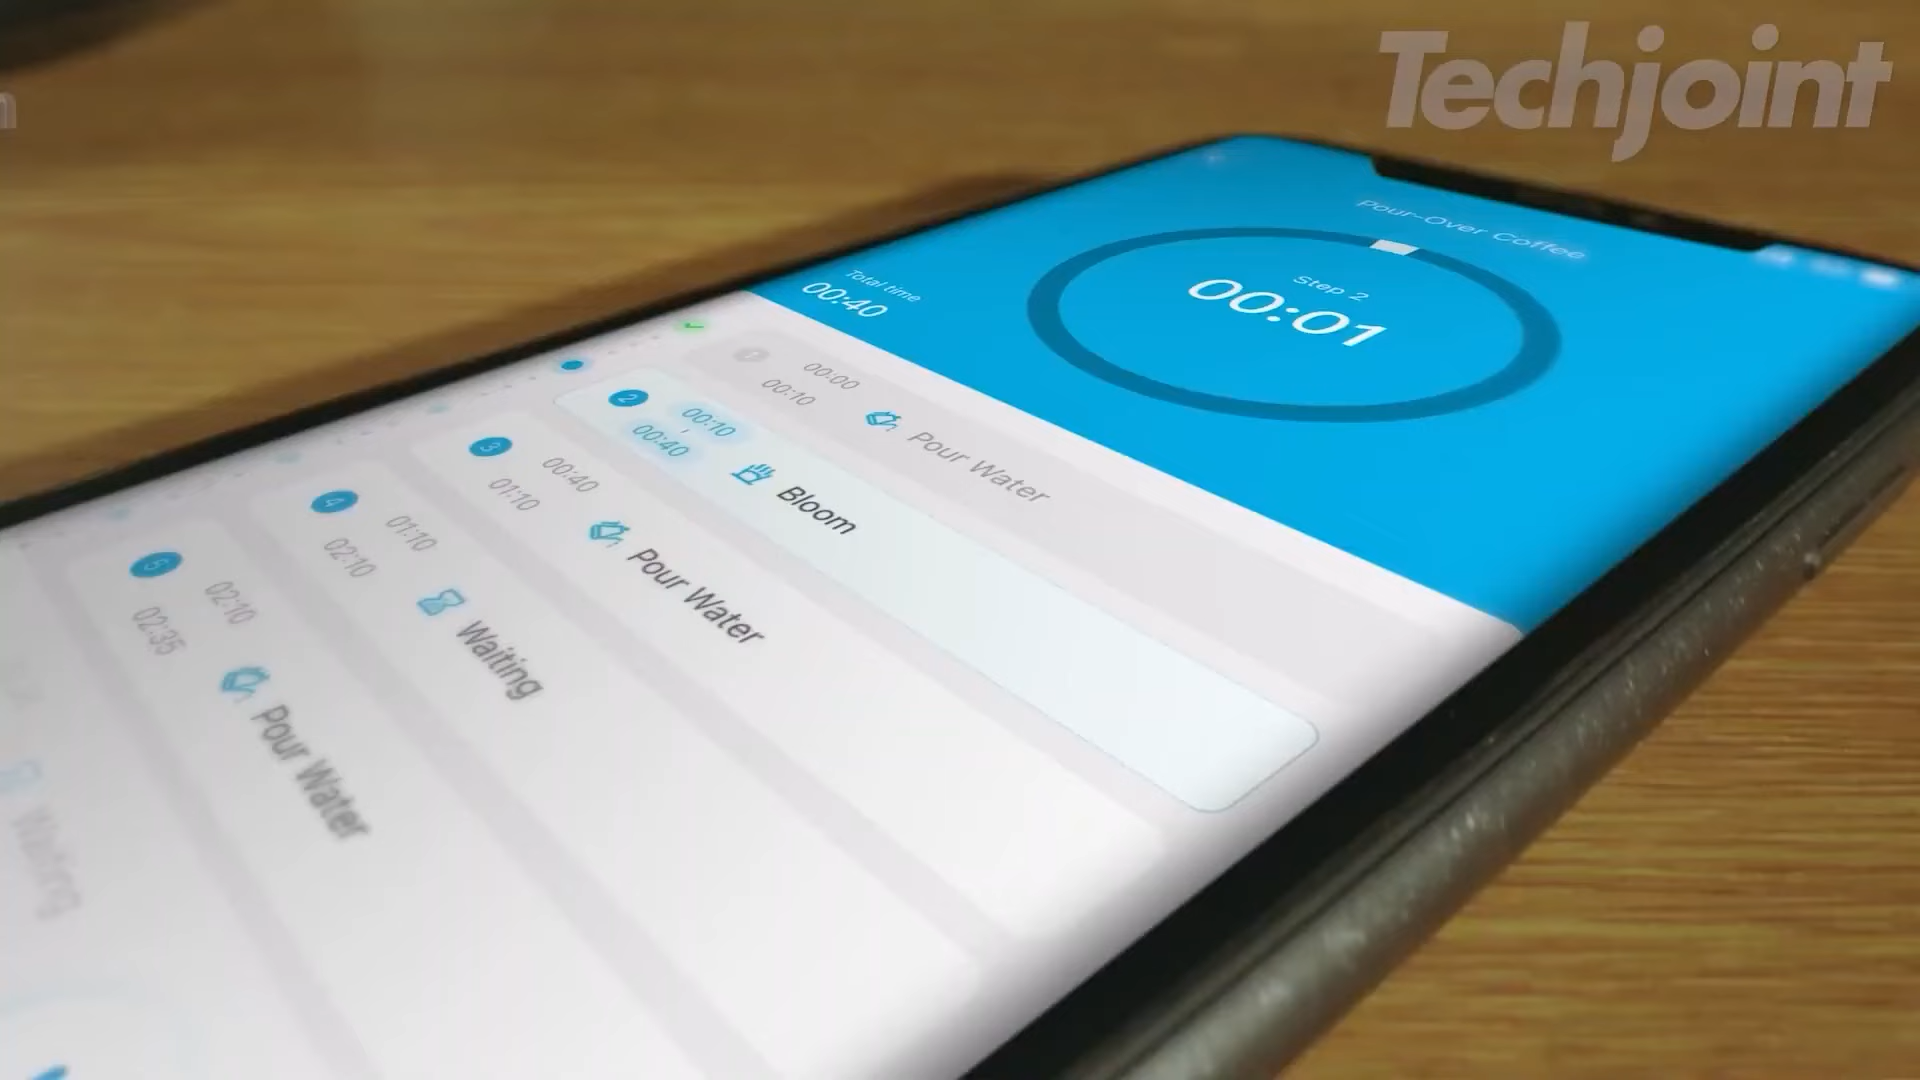 Techjoint
Pour-Over Coffee
Step 2
00:01
Total time
00:40
1
00:00
00:10
Pour Water
2
00:10
00:40
Bloom
3
00:40
01:10
Pour Water
4
01:10
02:10
Waiting
5
02:10
02:35
Pour Water
Waiting